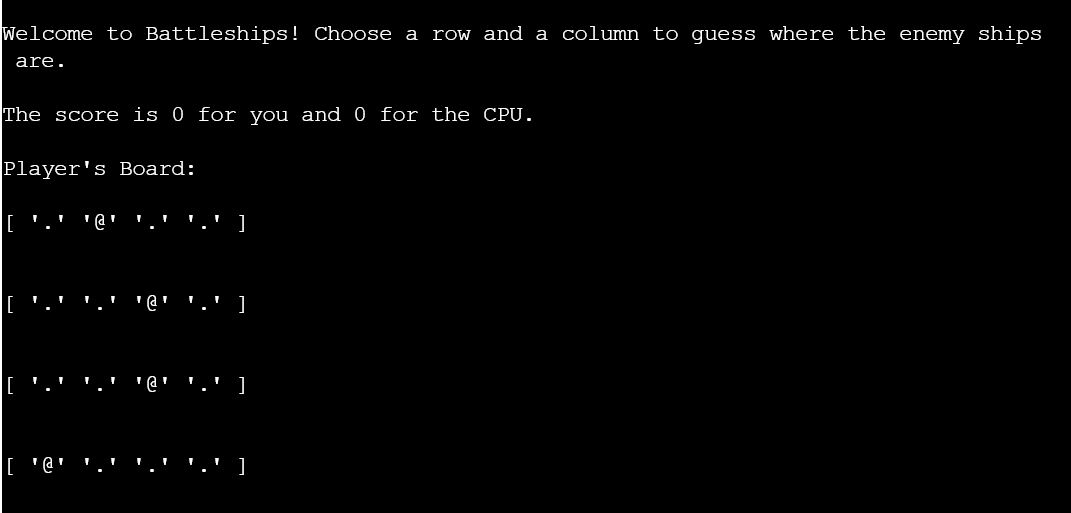 Welcome to Battleships! Choose a row and a column to guess where the enemy ships
are.
The score is 0 for you and 0 for the CPU.
Player's Board:
[ '.' '@' '.' '.' ]
[ '.' '.' '@' '.' ]
[ '.' '.' '@' '.' ]
[ '@' '.' '.' '.' ]